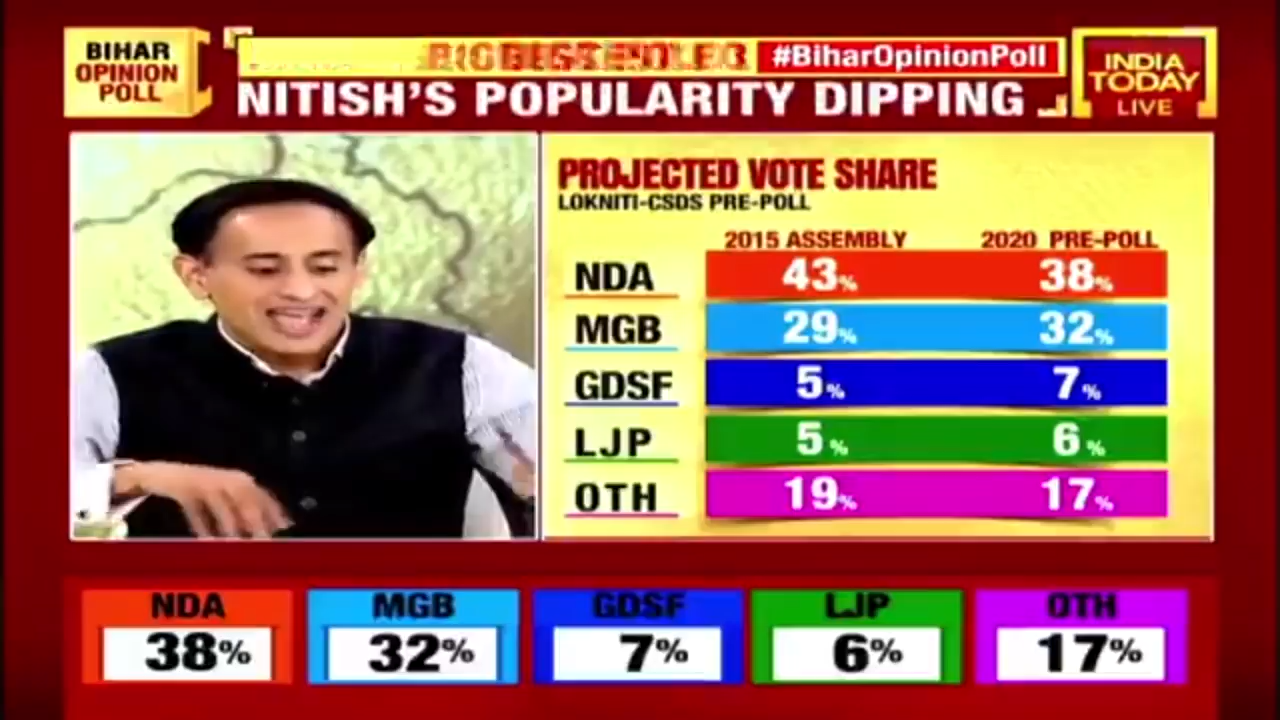 BIHAR
OPINION
POLL
#BiharOpinionPoll
NITISH'S POPULARITY DIPPING
INDIA
TODAY
LIVE
PROJECTED VOTE SHARE
LOKNITI-CSDS PRE-POLL
2015 ASSEMBLY 2020 PRE-POLL
NDA 43% 38%
MGB 29% 32%
GDSF 5% 7%
LJP 5% 6%
OTH 19% 17%
NDA MGB GDSF LJP OTH
38% 32% 7% 6% 17%